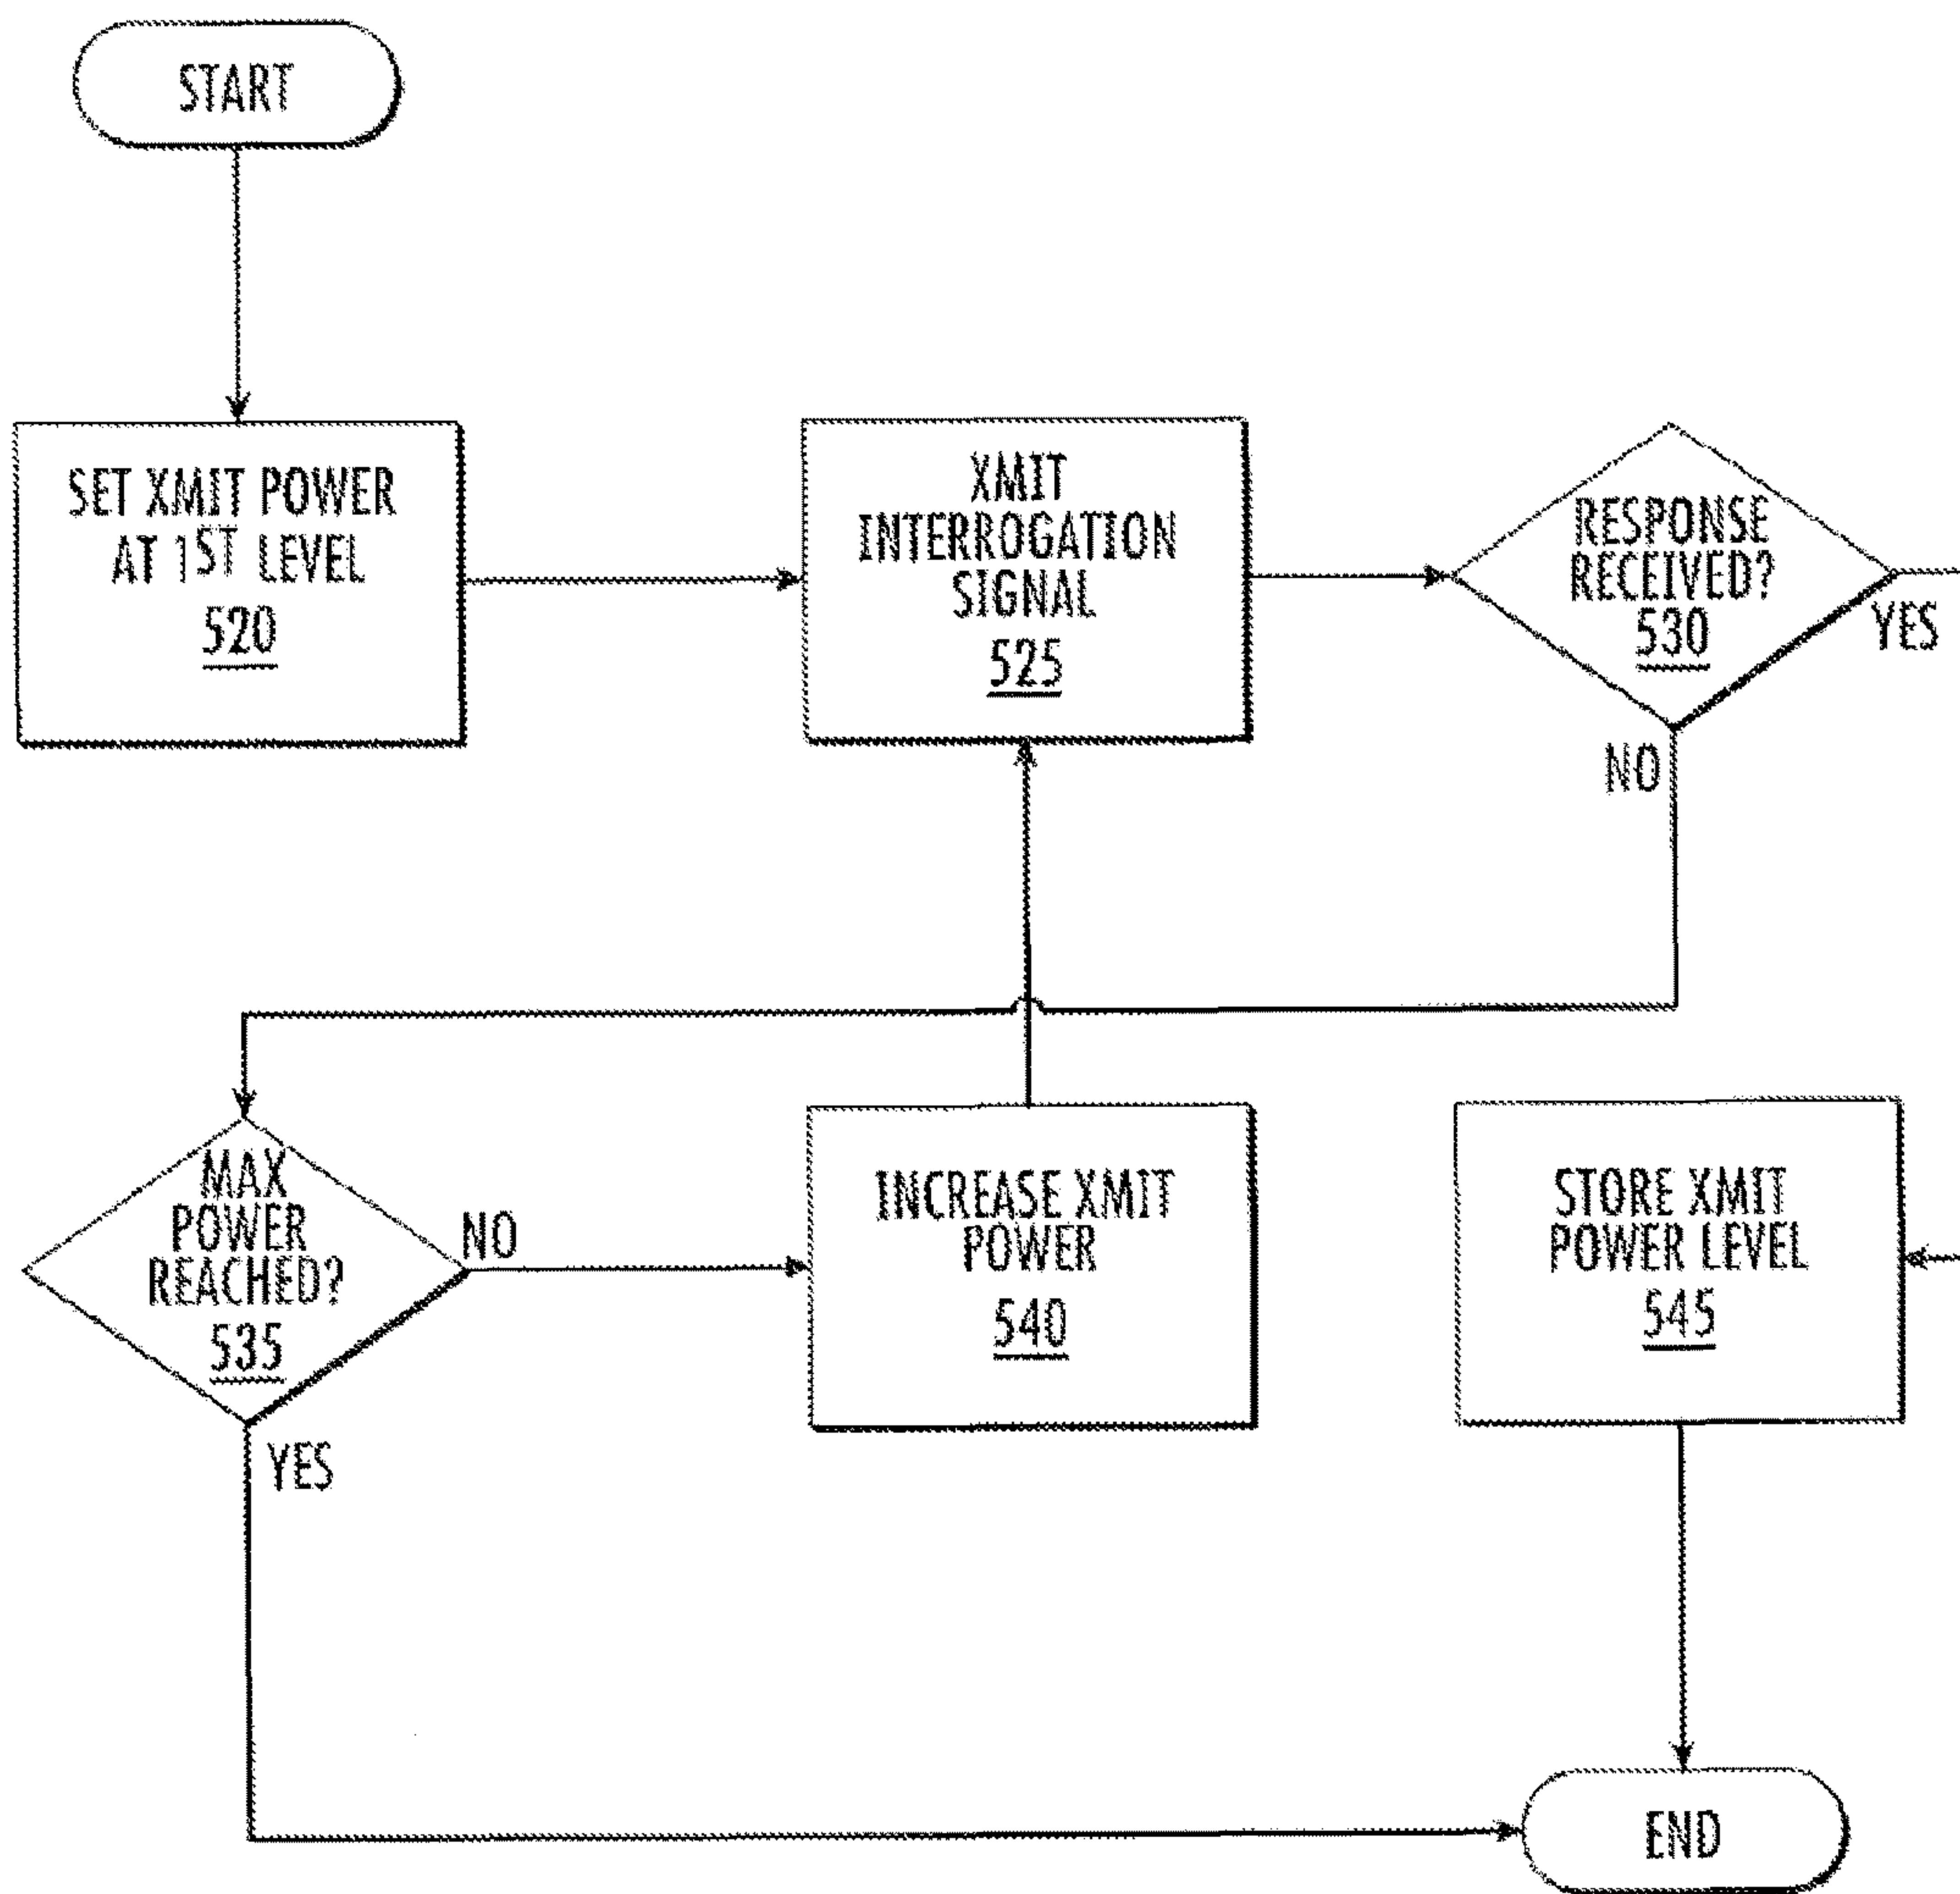 START
SET XMIT POWER
AT 1ST LEVEL
520
XMIT
INTERROGATION
SIGNAL
525
RESPONSE
RECEIVED?
530
YES
NO
MAX
POWER
REACHED?
535
NO
YES
INCREASE XMIT
POWER
540
STORE XMIT
POWER LEVEL
545
END